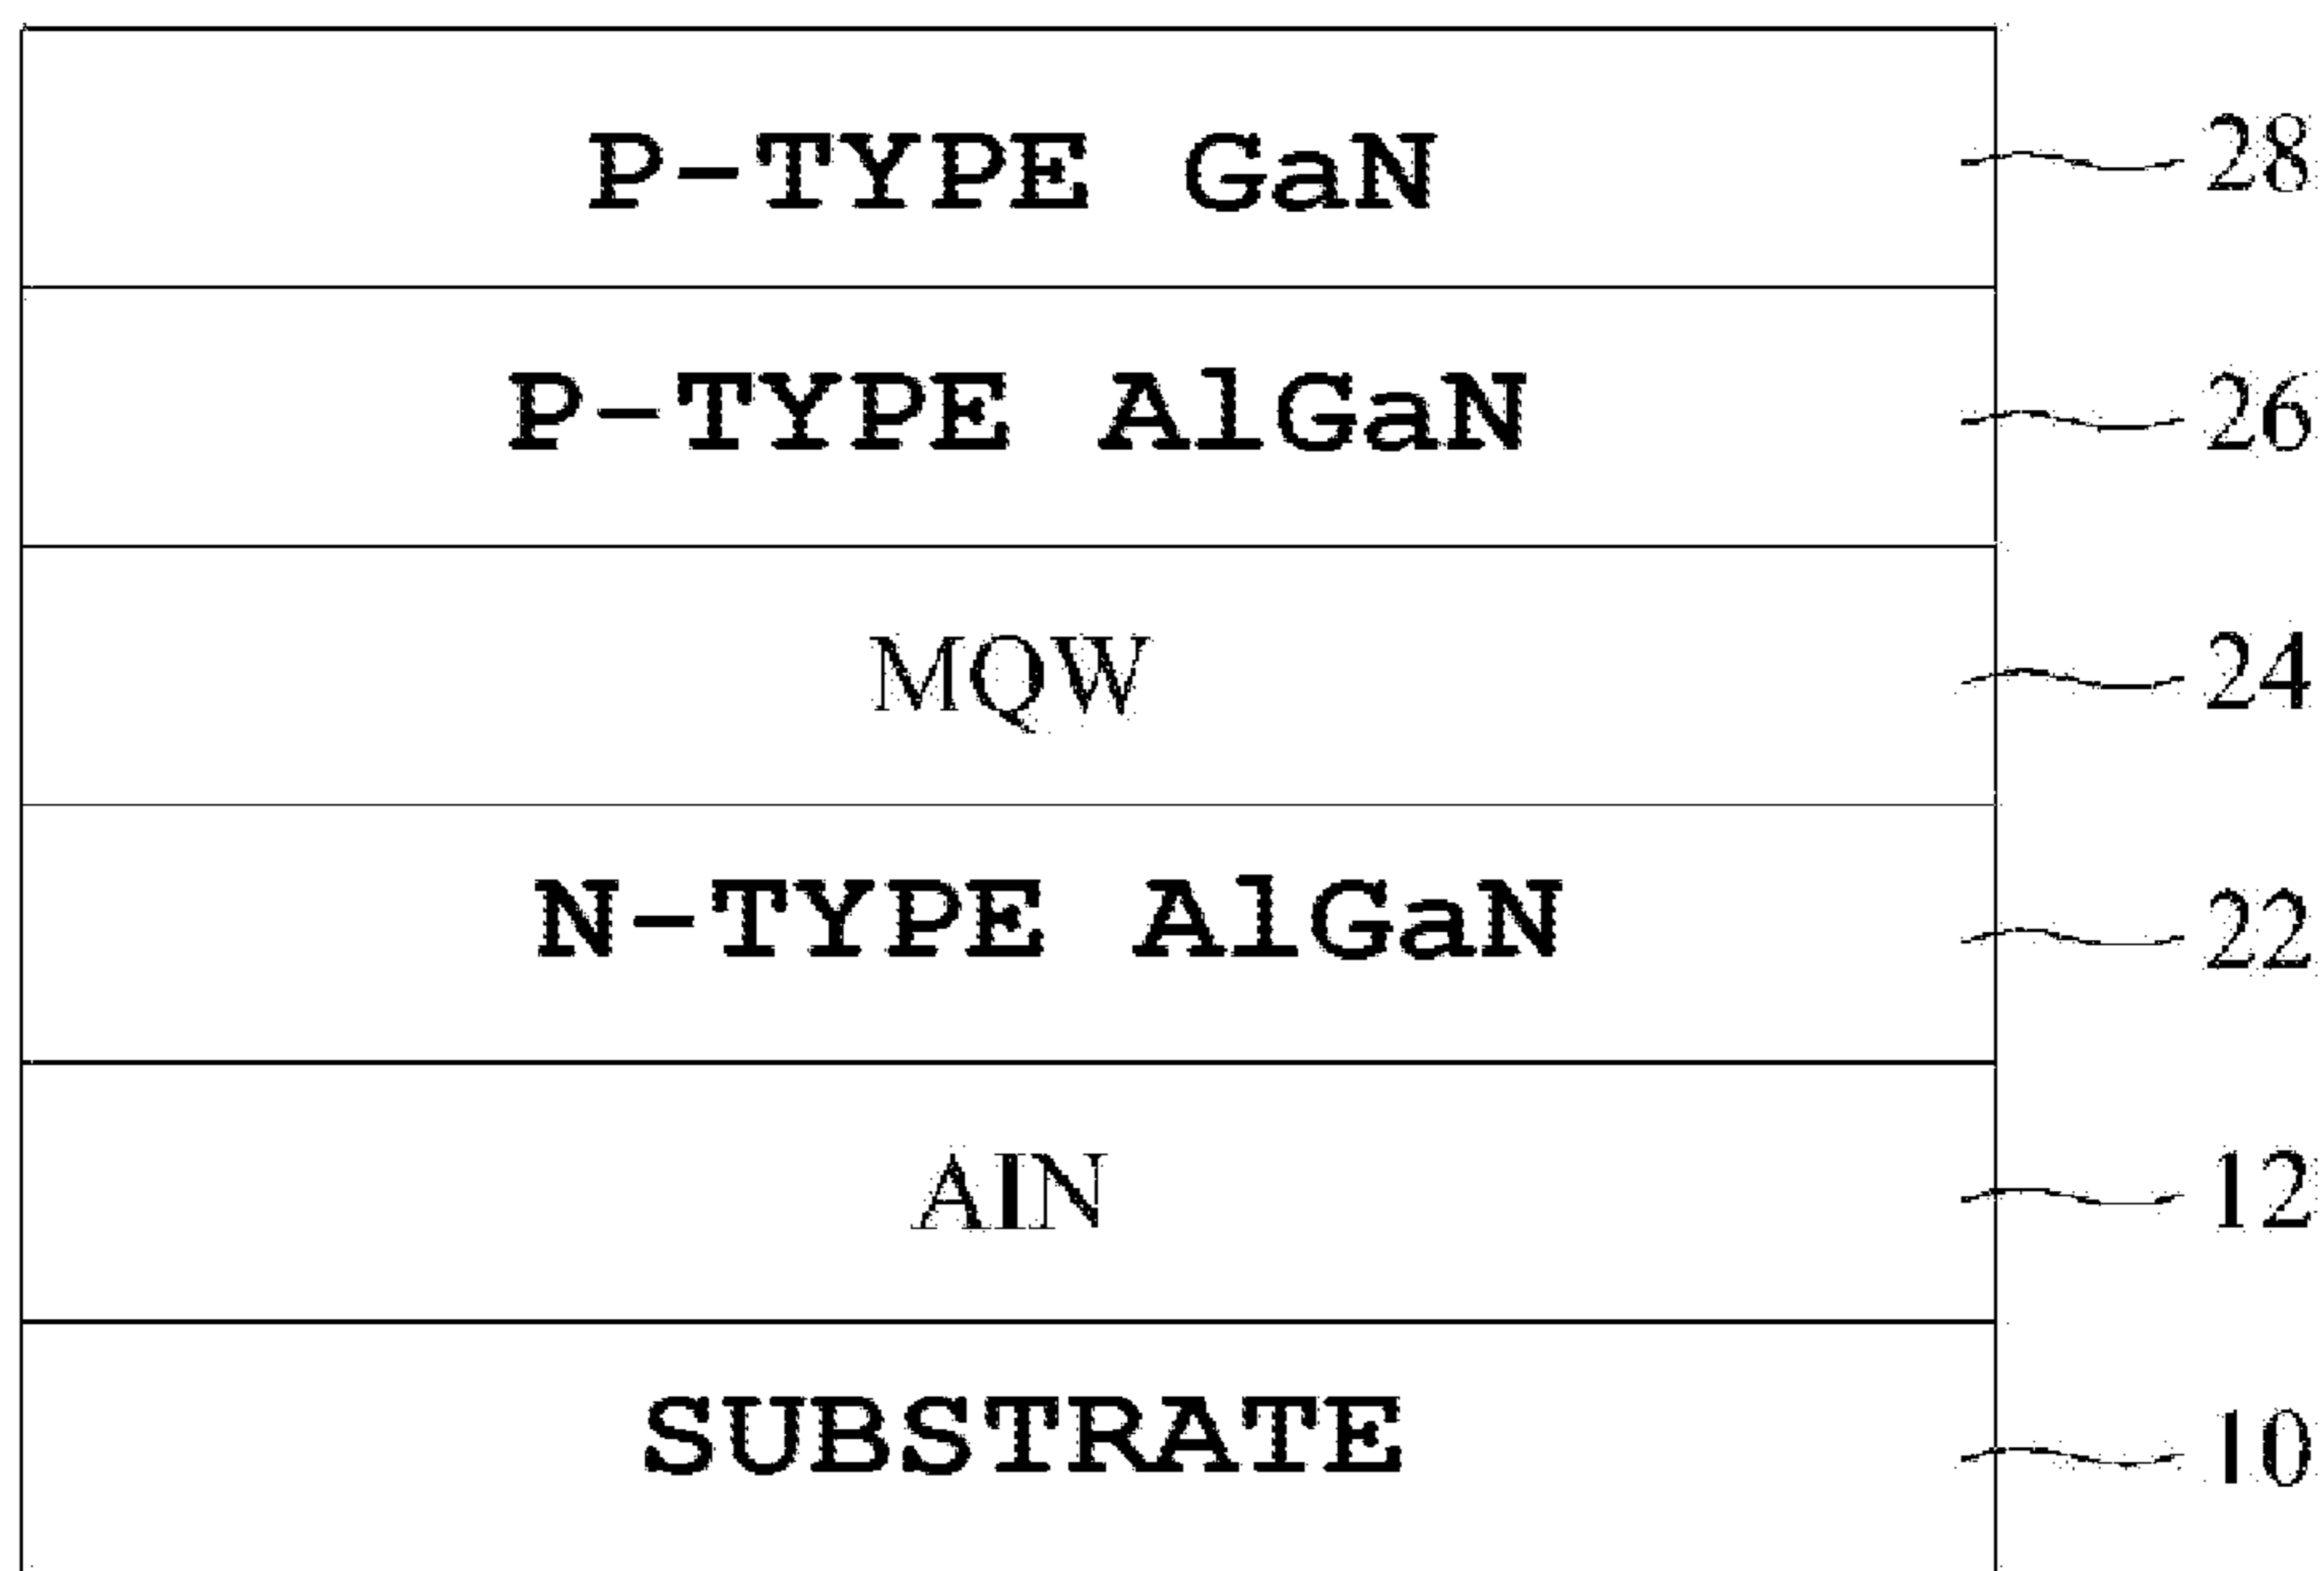 P-TYPE GaN 28
P-TYPE AlGaN 26
MQW 24
N-TYPE AlGaN 22
AlN 12
SUBSTRATE 10